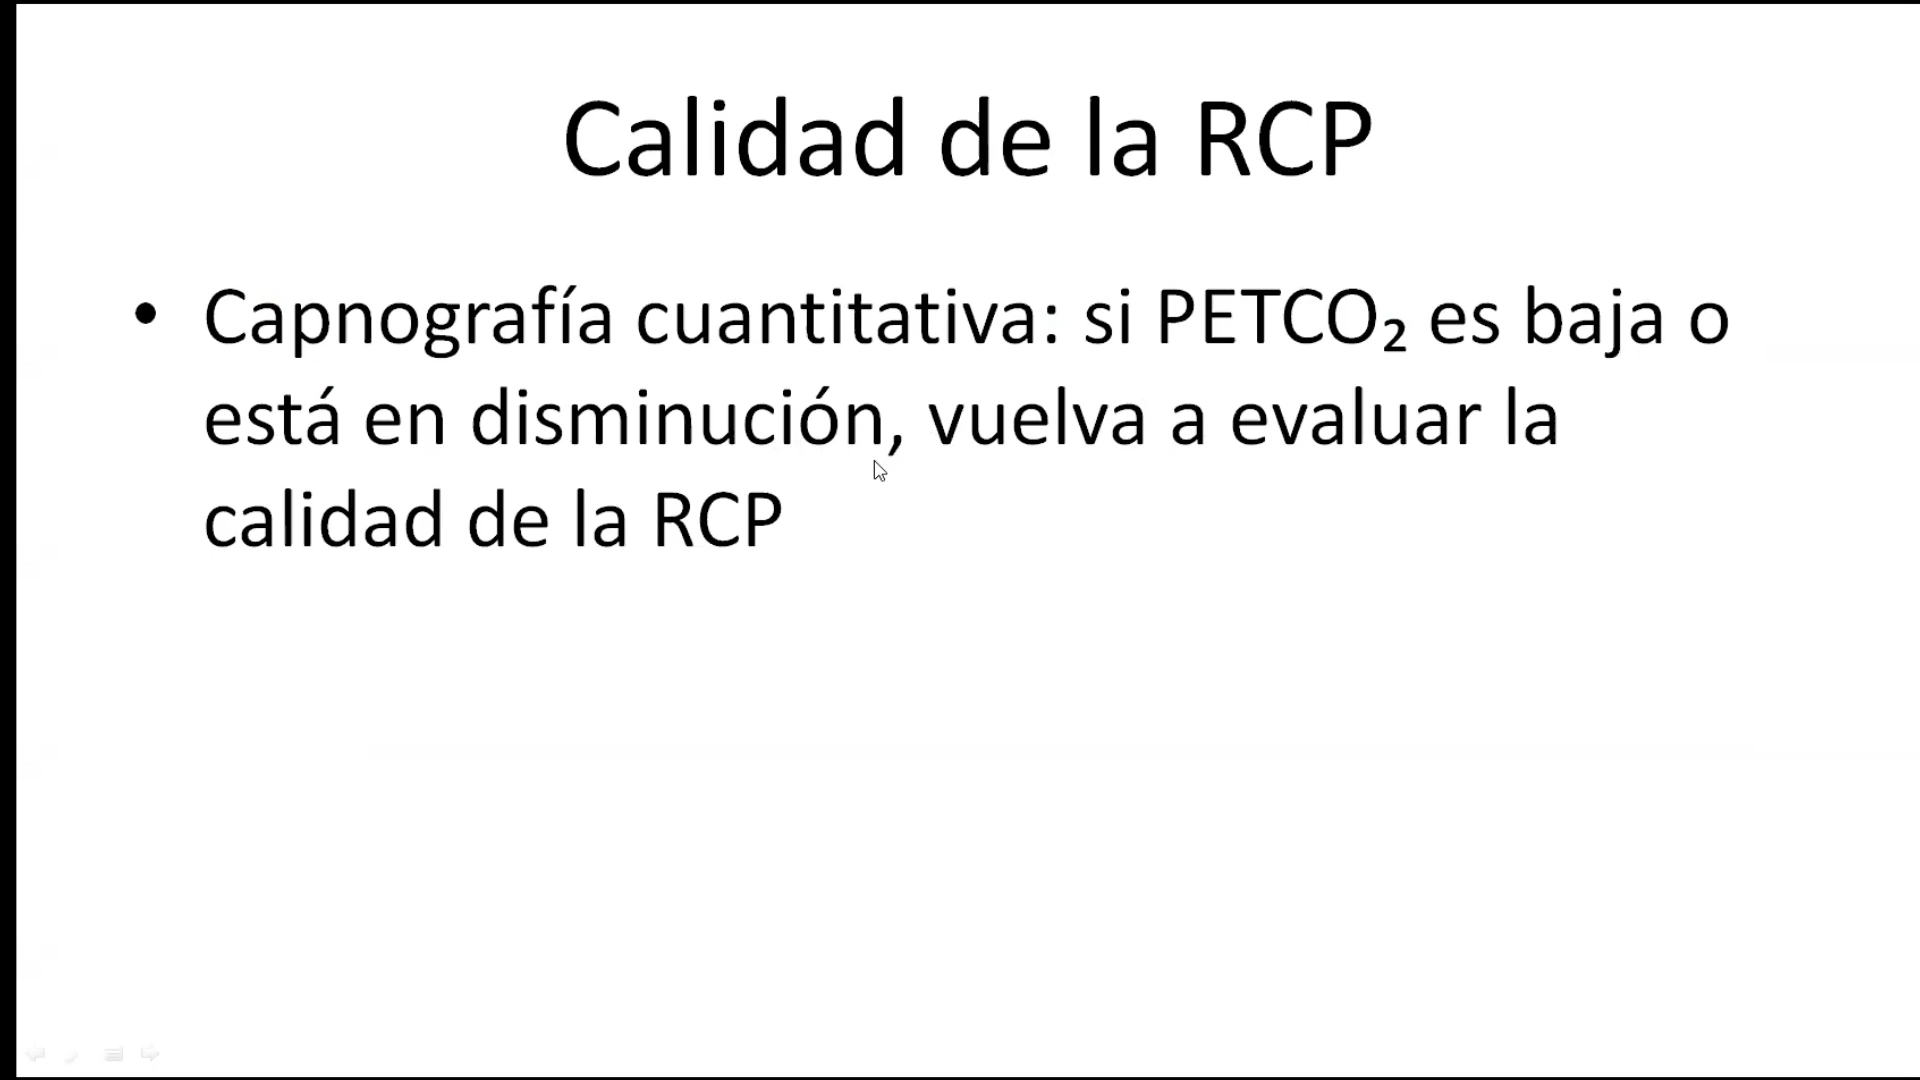 Calidad de la RCP
• Capnografía cuantitativa: si PETCO₂ es baja o
está en disminución, vuelva a evaluar la
calidad de la RCP